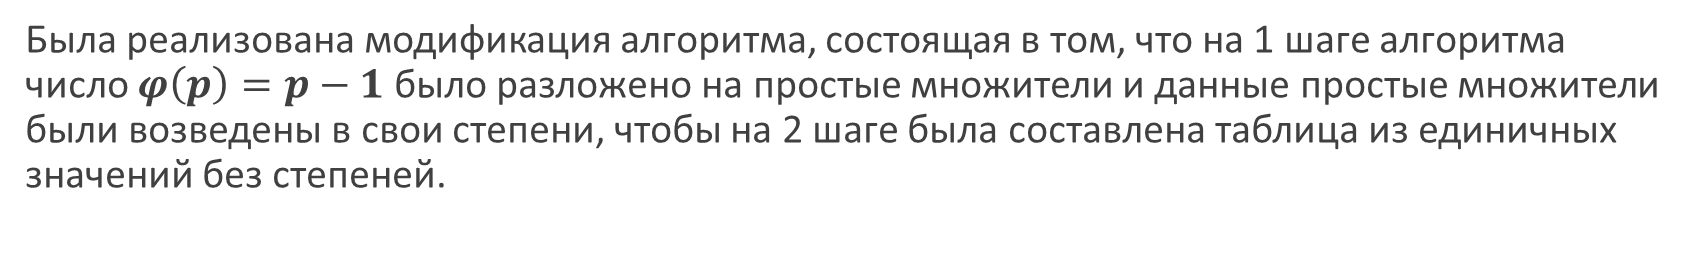 Была реализована модификация алгоритма, состоящая в том, что на 1 шаге алгоритма
число φ(p) = p − 1 было разложено на простые множители и данные простые множители
были возведены в свои степени, чтобы на 2 шаге была составлена таблица из единичных
значений без степеней.